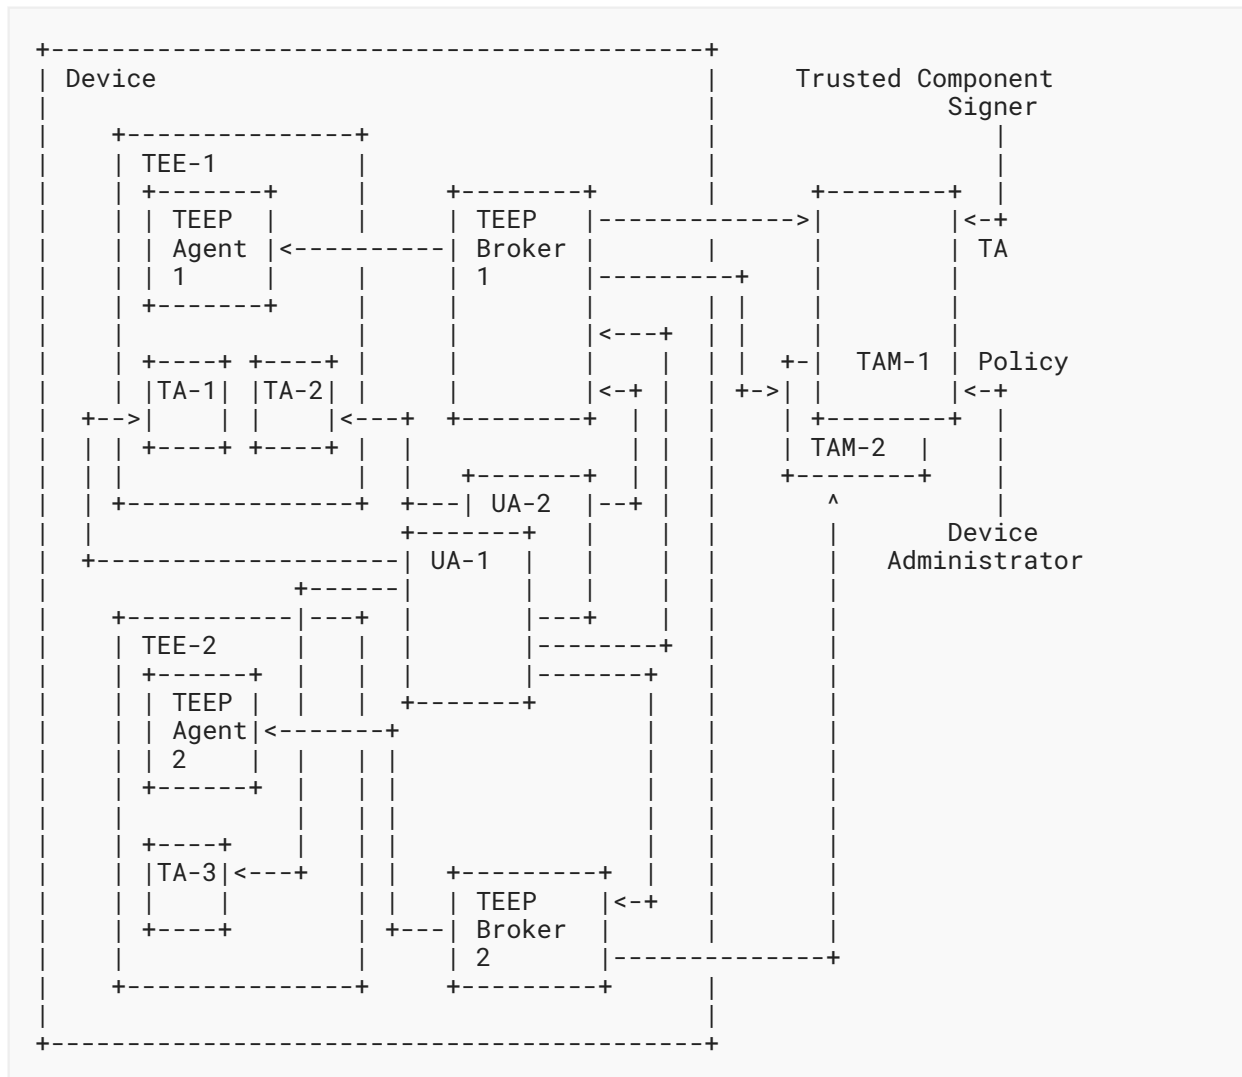 Device Trusted Component
Signer
TEE-1
TEEP TEEP
Agent Broker TA
1 1
TAM-1 Policy
TA-1 TA-2
TAM-2
UA-2
Device
UA-1 Administrator
TEE-2
TEEP
Agent
2
TA-3
TEEP
Broker
2